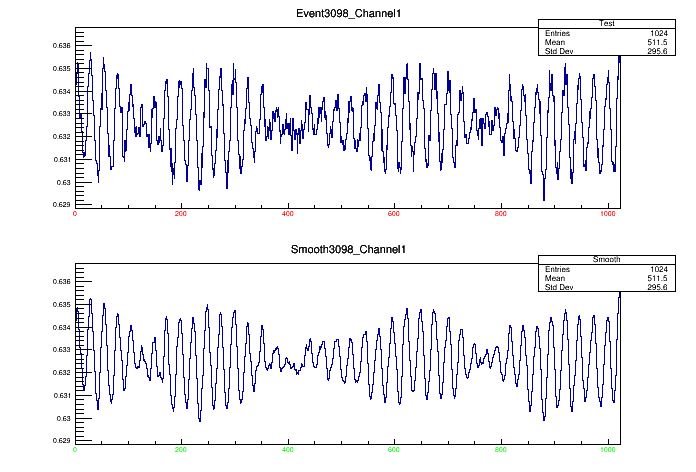 Event3098_Channel1
Test
Entries 1024
Mean 511.5
Std Dev 295.6
0.636
0.635
0.634
0.633
0.632
0.631
0.63
0.629
0 200 400 600 800 1000
Smooth3098_Channel1
Smooth
Entries 1024
Mean 511.5
Std Dev 295.6
0.636
0.635
0.634
0.633
0.632
0.631
0.63
0.629
0 200 400 600 800 1000